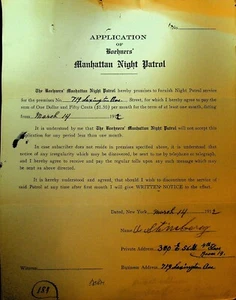 APPLICATION
OF
Boehners'
Manhattan Night Patrol
The Boehners' Manhattan Night Patrol hereby promises to furnish Night Patrol service
for the premises No. 719 Lexington Ave. Street, for which I hereby agree to pay the
sum of One Dollar and Fifty Cents ($1.50) per month for the term of at least one month, dating
from March 14 1912
It is understood by me that The Boehners' Manhattan Night Patrol will not accept this
application for any period less than one month.
In case subscriber does not reside in premises specified above, it is understood that
notice of any irregularity which may be discovered, be sent to me by telephone or telegraph,
and I hereby agree to receive and pay the regular tolls upon any such message which may
be sent as above directed.
It is hereby understood and agreed, that should I wish to discontinue the service of
said Patrol at any time after first month I will give WRITTEN NOTICE to the effect.
Dated, New York, March 14, 1912
Name
Private Address: E 56
Business Address 719 Lexington Ave.
Witness
181